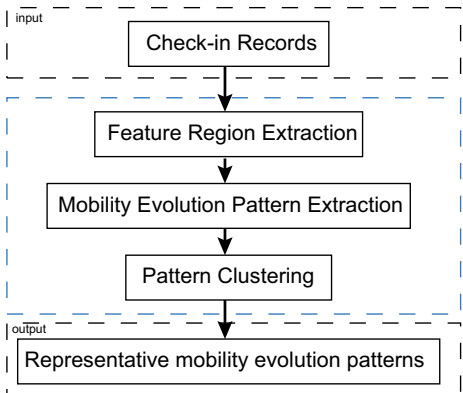 input
Check-in Records
Feature Region Extraction
Mobility Evolution Pattern Extraction
Pattern Clustering
output
Representative mobility evolution patterns